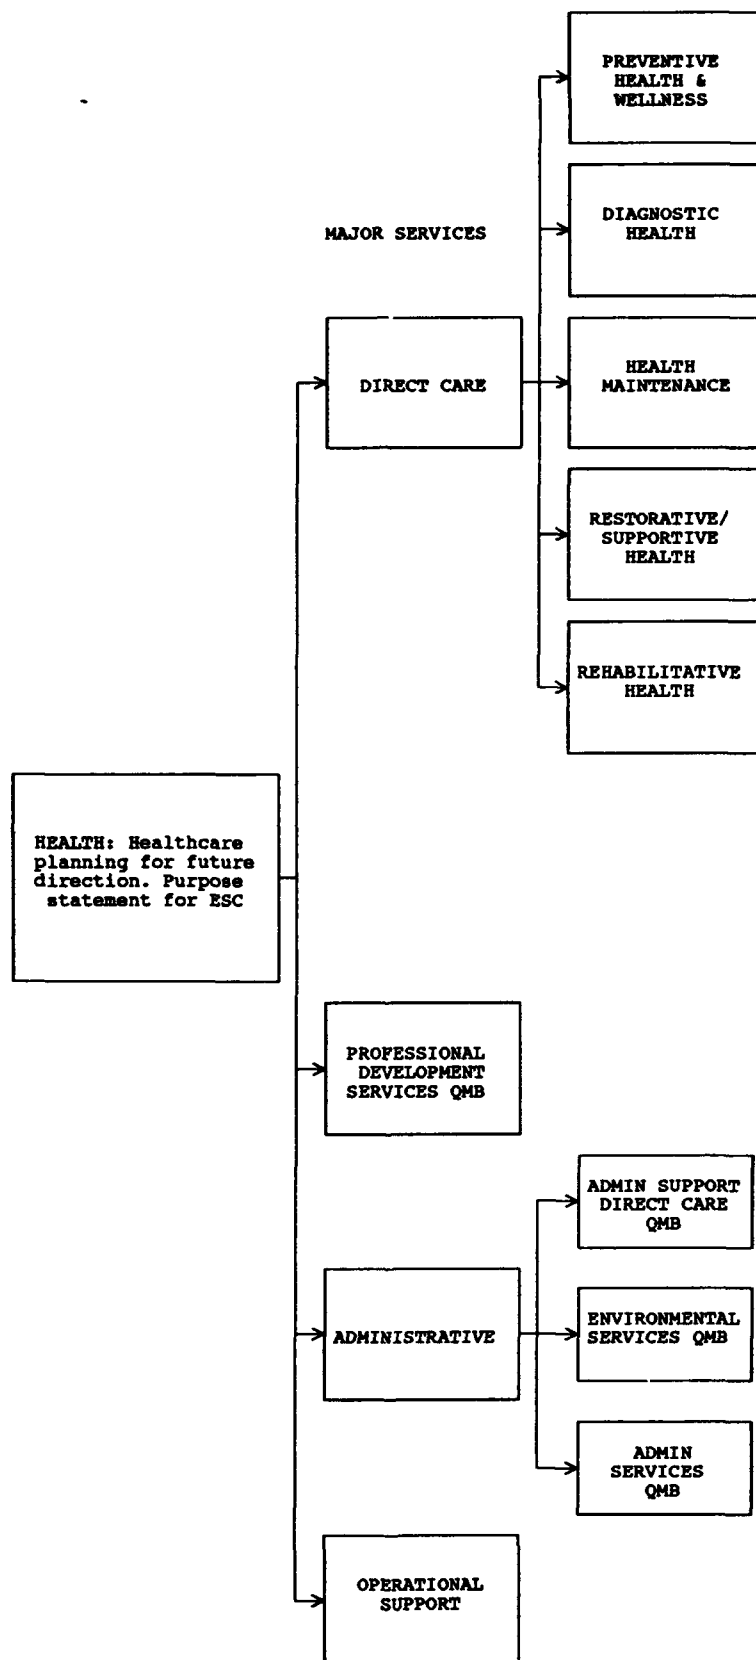 PREVENTIVE
HEALTH &
WELLNESS
DIAGNOSTIC
HEALTH
MAJOR SERVICES
DIRECT CARE
HEALTH
MAINTENANCE
RESTORATIVE/
SUPPORTIVE
HEALTH
REHABILITATIVE
HEALTH
HEALTH: Healthcare
planning for future
direction. Purpose
statement for ESC
PROFESSIONAL
DEVELOPMENT
SERVICES QMB
ADMINISTRATIVE
ADMIN SUPPORT
DIRECT CARE
QMB
ENVIRONMENTAL
SERVICES QMB
ADMIN
SERVICES
QMB
OPERATIONAL
SUPPORT